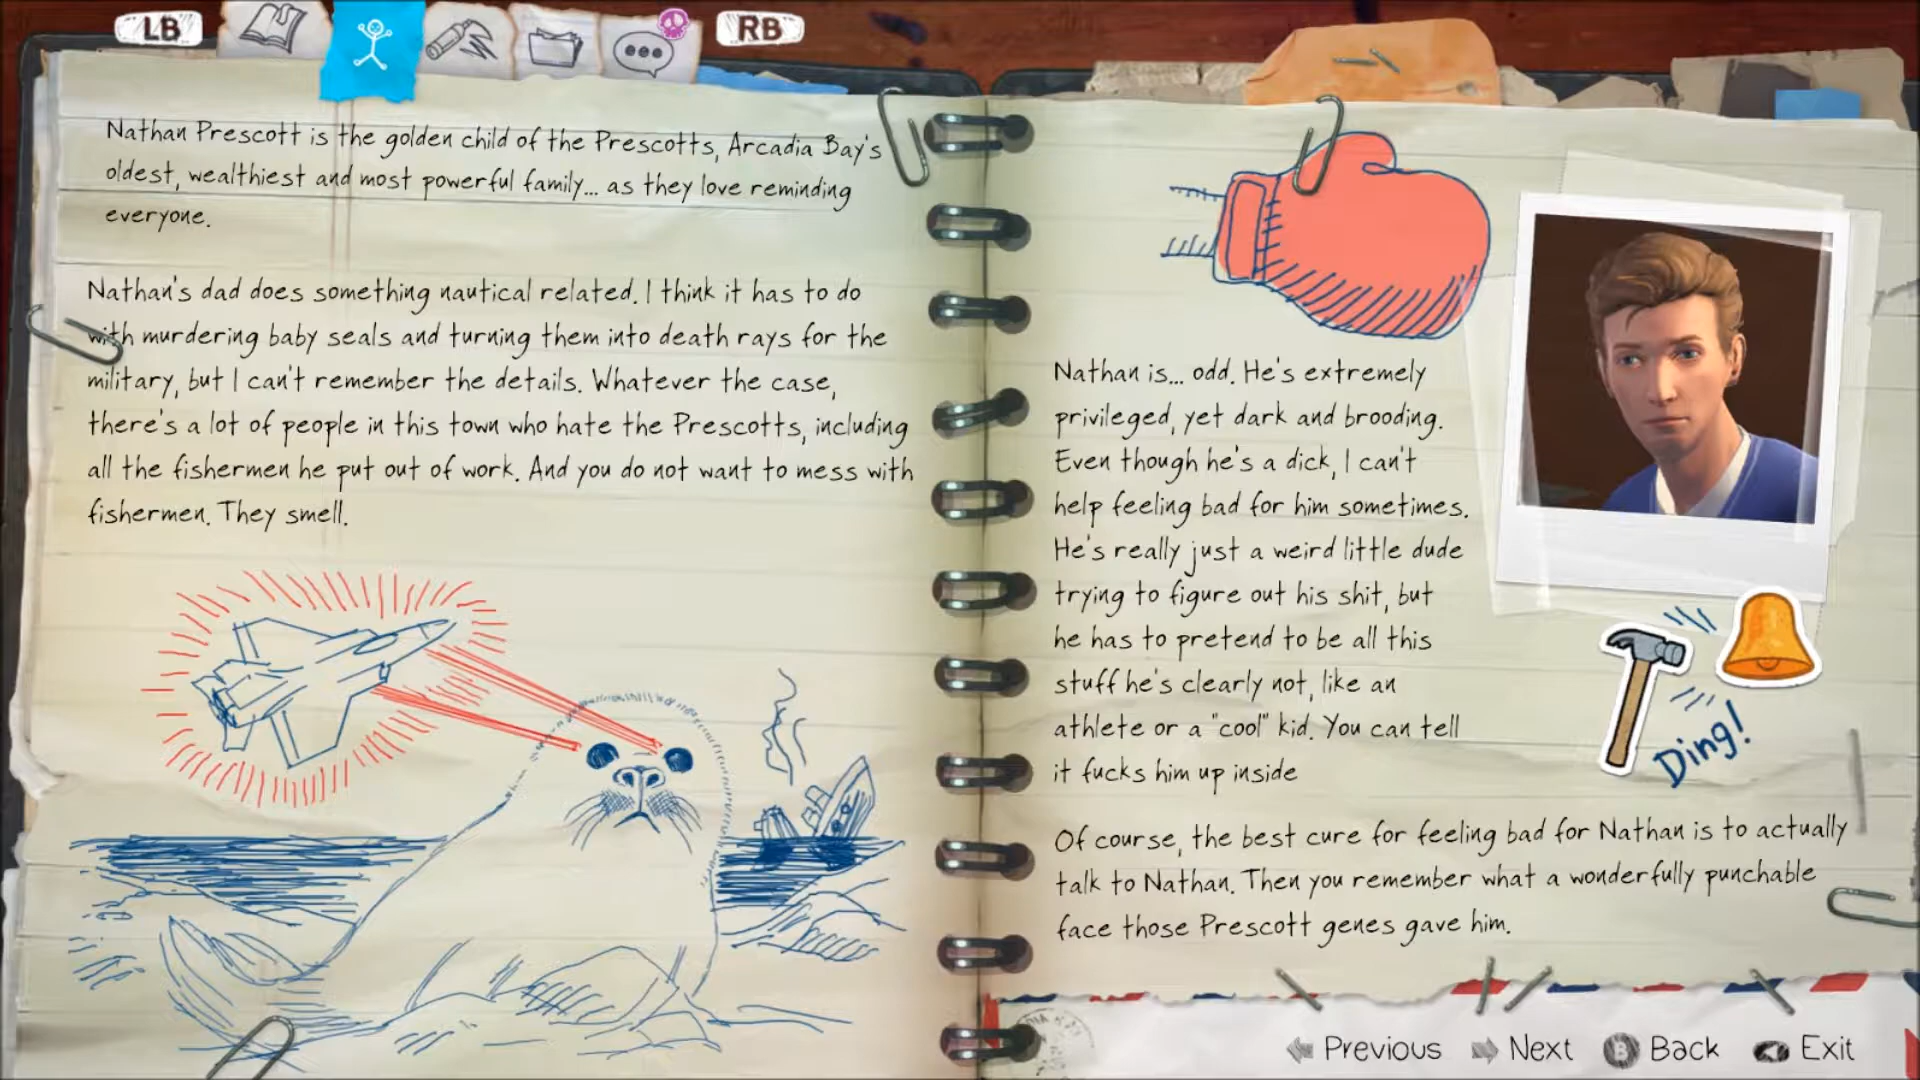 LB
RB
Nathan Prescott is the golden child of the Prescotts, Arcadia Bay's
oldest, wealthiest and most powerful family... as they love reminding
everyone.
Nathan's dad does something nautical related. I think it has to do
with murdering baby seals and turning them into death rays for the
military, but I can't remember the details. Whatever the case,
there's a lot of people in this town who hate the Prescotts, including
all the fishermen he put out of work. And you do not want to mess with
fishermen. They smell.
Nathan is... odd. He's extremely
privileged, yet dark and brooding.
Even though he's a dick, I can't
help feeling bad for him sometimes.
He's really just a weird little dude
trying to figure out his shit, but
he has to pretend to be all this
stuff he's clearly not, like an
athlete or a "cool" kid. You can tell
it fucks him up inside
Ding!
Of course, the best cure for feeling bad for Nathan is to actually
talk to Nathan. Then you remember what a wonderfully punchable
face those Prescott genes gave him.
Previous Next B Back Exit